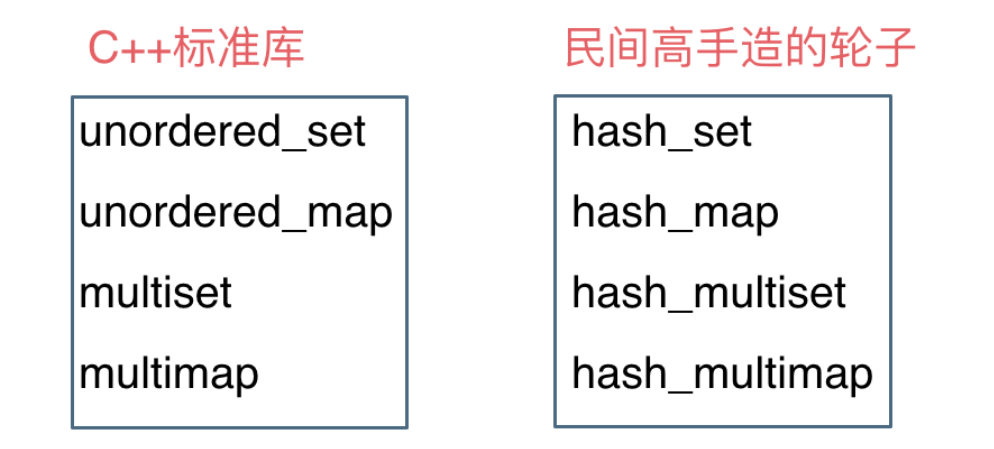 C++标准库
unordered_set
unordered_map
multiset
multimap
民间高手造的轮子
hash_set
hash_map
hash_multiset
hash_multimap